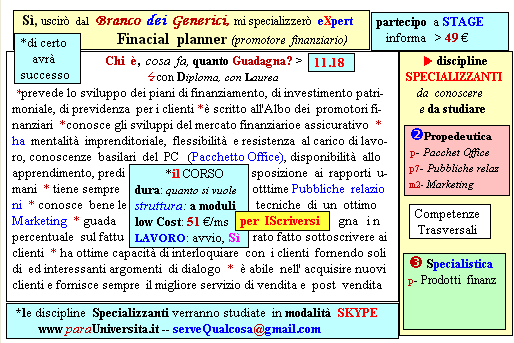 Sì, uscirò dal Branco dei Generici, mi specializzerò eXpert
Finacial planner (promotore finanziario)
*di certo
avrà
successo
partecipo a STAGE
informa > 49 €
Chi è, cosa fa, quanto Guadagna? > 11.18
con Diploma, con Laurea
*prevede lo sviluppo dei piani di finanziamento, di investimento patri-
moniale, di previdenza per i clienti *è scritto all'Albo dei promotori fi-
nanziari *conosce gli sviluppi del mercato finanziarioe assicurativo *
ha mentalità imprenditoriale, flessibilità e resistenza al carico di lavo-
ro, conoscenze basilari del PC (Pacchetto Office), disponibilità allo
apprendimento, predi sposizione ai rapporti u-
mani * tiene sempre otttime Pubbliche relazio
ni * conosce bene le tecniche di un ottimo
Marketing * guada gna in
percentuale sul fattu rato fatto sottoscrivere ai
clienti * ha ottime capacità di interloquiare con i clienti fornendo soli
di ed interessanti argomenti di dialogo * è abile nell' acquisire nuovi
clienti e fornisce sempre il migliore servizio di vendita e post vendita
*il CORSO
dura: quanto si vuole
struttura: a moduli
low Cost: 51 €/ms
LAVORO: avvio, Sì
per IScriversi
disciplline
SPECIALIZZANTI
da conoscere
e da studiare
2 Propedeutica
p- Pacchet Office
p7- Pubbliche relaz
m2- Marketing
Competenze
Trasversali
3 Specialistica
p- Prodotti finanz
*le discipline Specializzanti verranno studiate in modalità SKYPE
www.paraUniversita.it -- serveQualcosa@gmail.com